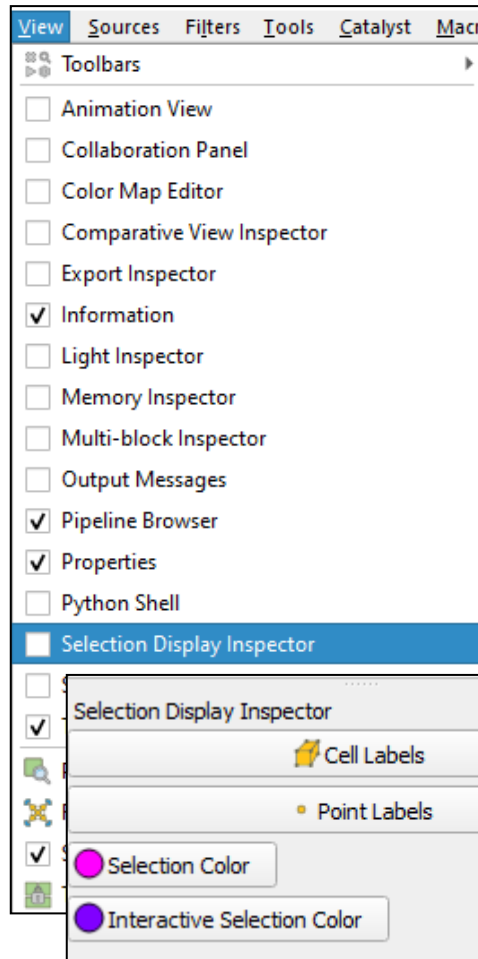 View Sources Filters Tools Catalyst Macr
Toolbars
Animation View
Collaboration Panel
Color Map Editor
Comparative View Inspector
Export Inspector
Information
Light Inspector
Memory Inspector
Multi-block Inspector
Output Messages
Pipeline Browser
Properties
Python Shell
Selection Display Inspector
Selection Display Inspector
Cell Labels
Point Labels
Selection Color
Interactive Selection Color